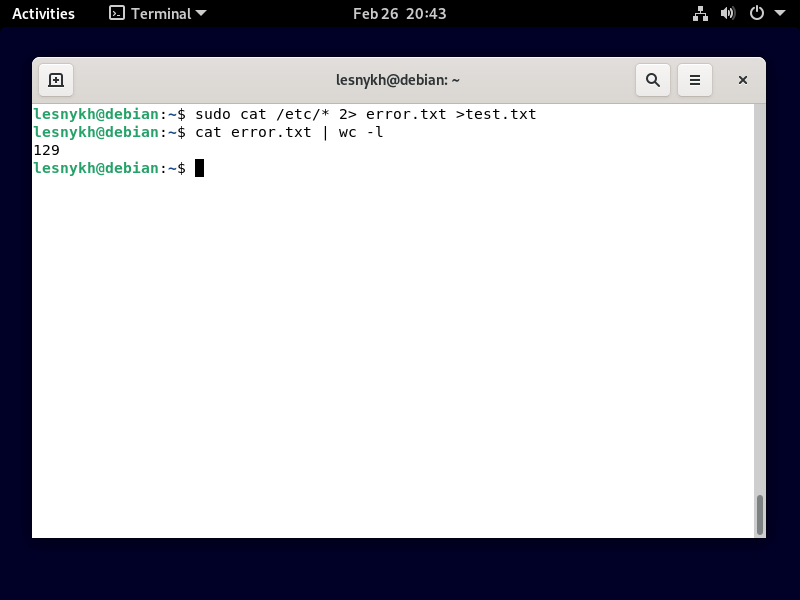 Activities Terminal Feb 26 20:43
lesnykh@debian: ~
lesnykh@debian:~$ sudo cat /etc/* 2> error.txt >test.txt
lesnykh@debian:~$ cat error.txt | wc -l
129
lesnykh@debian:~$